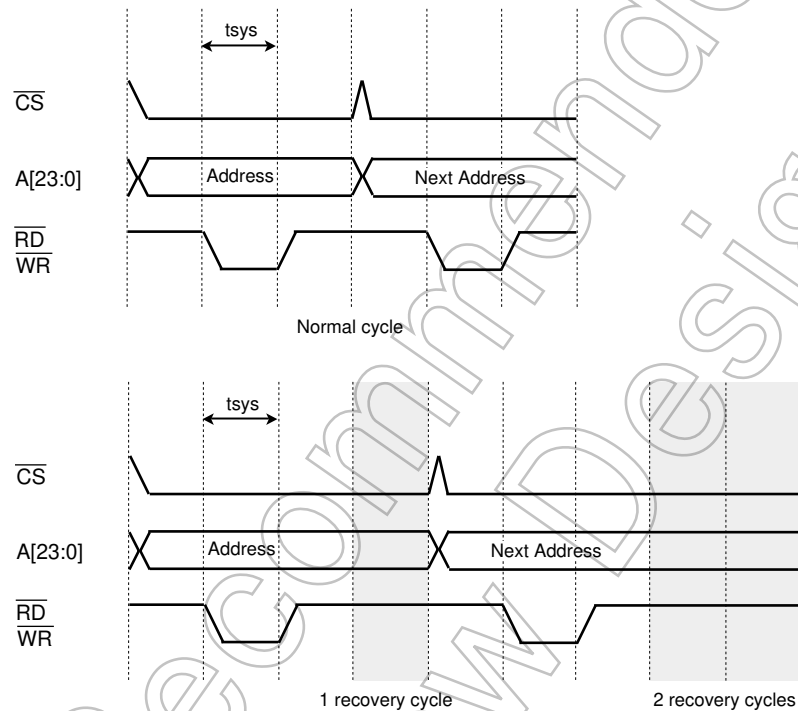 tsys
CS
A[23:0] Address Next Address
RD
WR
Normal cycle
tsys
CS
A[23:0] Address Next Address
RD
WR
1 recovery cycle 2 recovery cycles